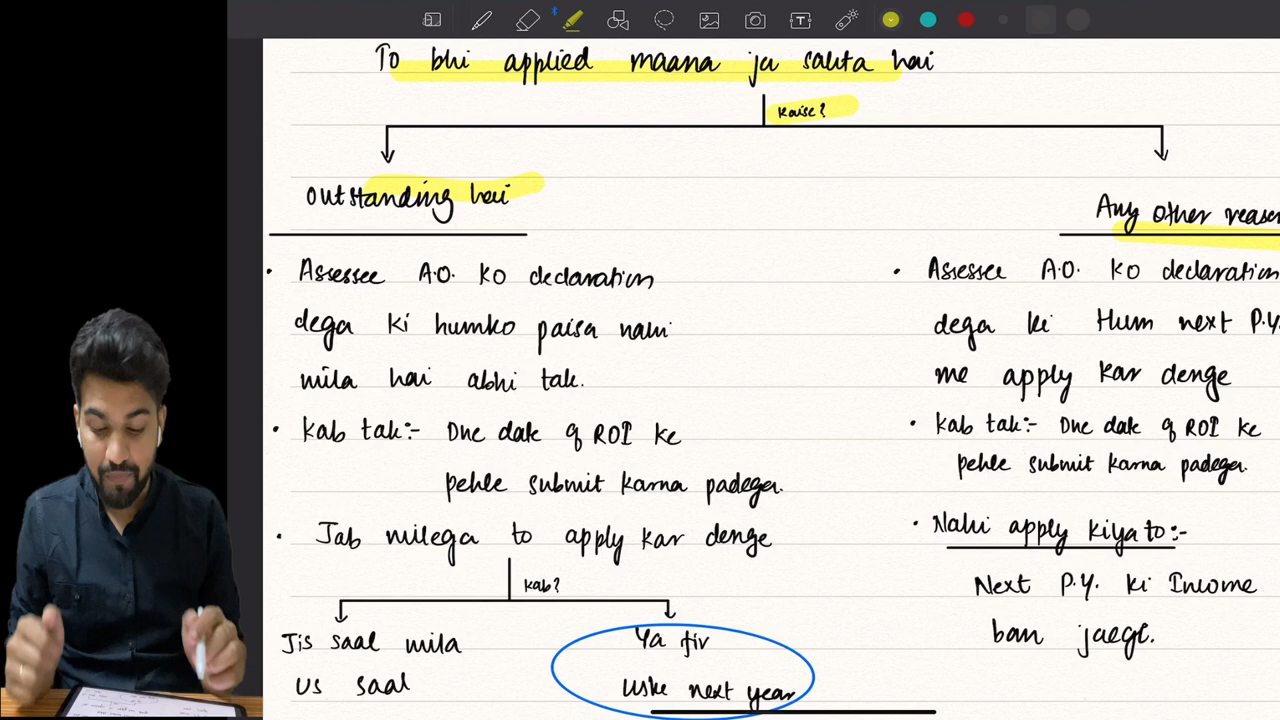 To bhi applied maana ja sakta hai
Kaise?
Outstanding hai
• Assessee A.O. ko declaration
dega ki humko paisa nahi
mila hai abhi tak.
• Kab tak:- Due date of ROI ke
pehle submit karna padega.
• Jab milega to apply kar denge
Kab?
Jis saal mila
us saal
Ya fir
uske next year
Any other reason
• Assessee A.O. ko declaration
dega ki Hum next P.Y.
me apply kar denge
• Kab tak:- Due date of ROI ke
pehle submit karna padega.
• Nahi apply kiya to:-
Next P.Y. ki Income
ban jaegi.